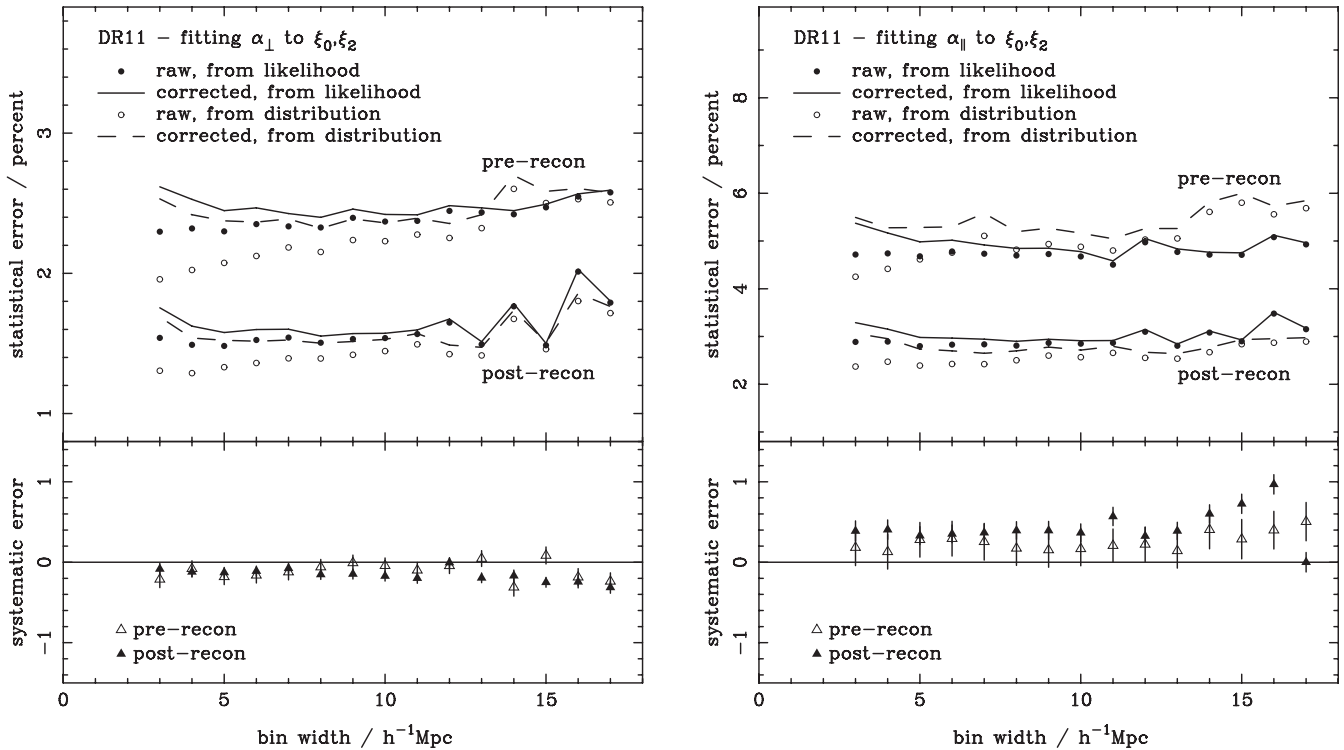 DR11 – fitting α⊥ to ξ0,ξ2
raw, from likelihood
corrected, from likelihood
raw, from distribution
corrected, from distribution
pre–recon
post–recon
statistical error / percent
3
2
1
systematic error
1
0
−1
pre–recon
post–recon
0 5 10 15
bin width / h−1Mpc
DR11 – fitting α∥ to ξ0,ξ2
raw, from likelihood
corrected, from likelihood
raw, from distribution
corrected, from distribution
pre–recon
post–recon
statistical error / percent
8
6
4
2
systematic error
1
0
−1
pre–recon
post–recon
0 5 10 15
bin width / h−1Mpc